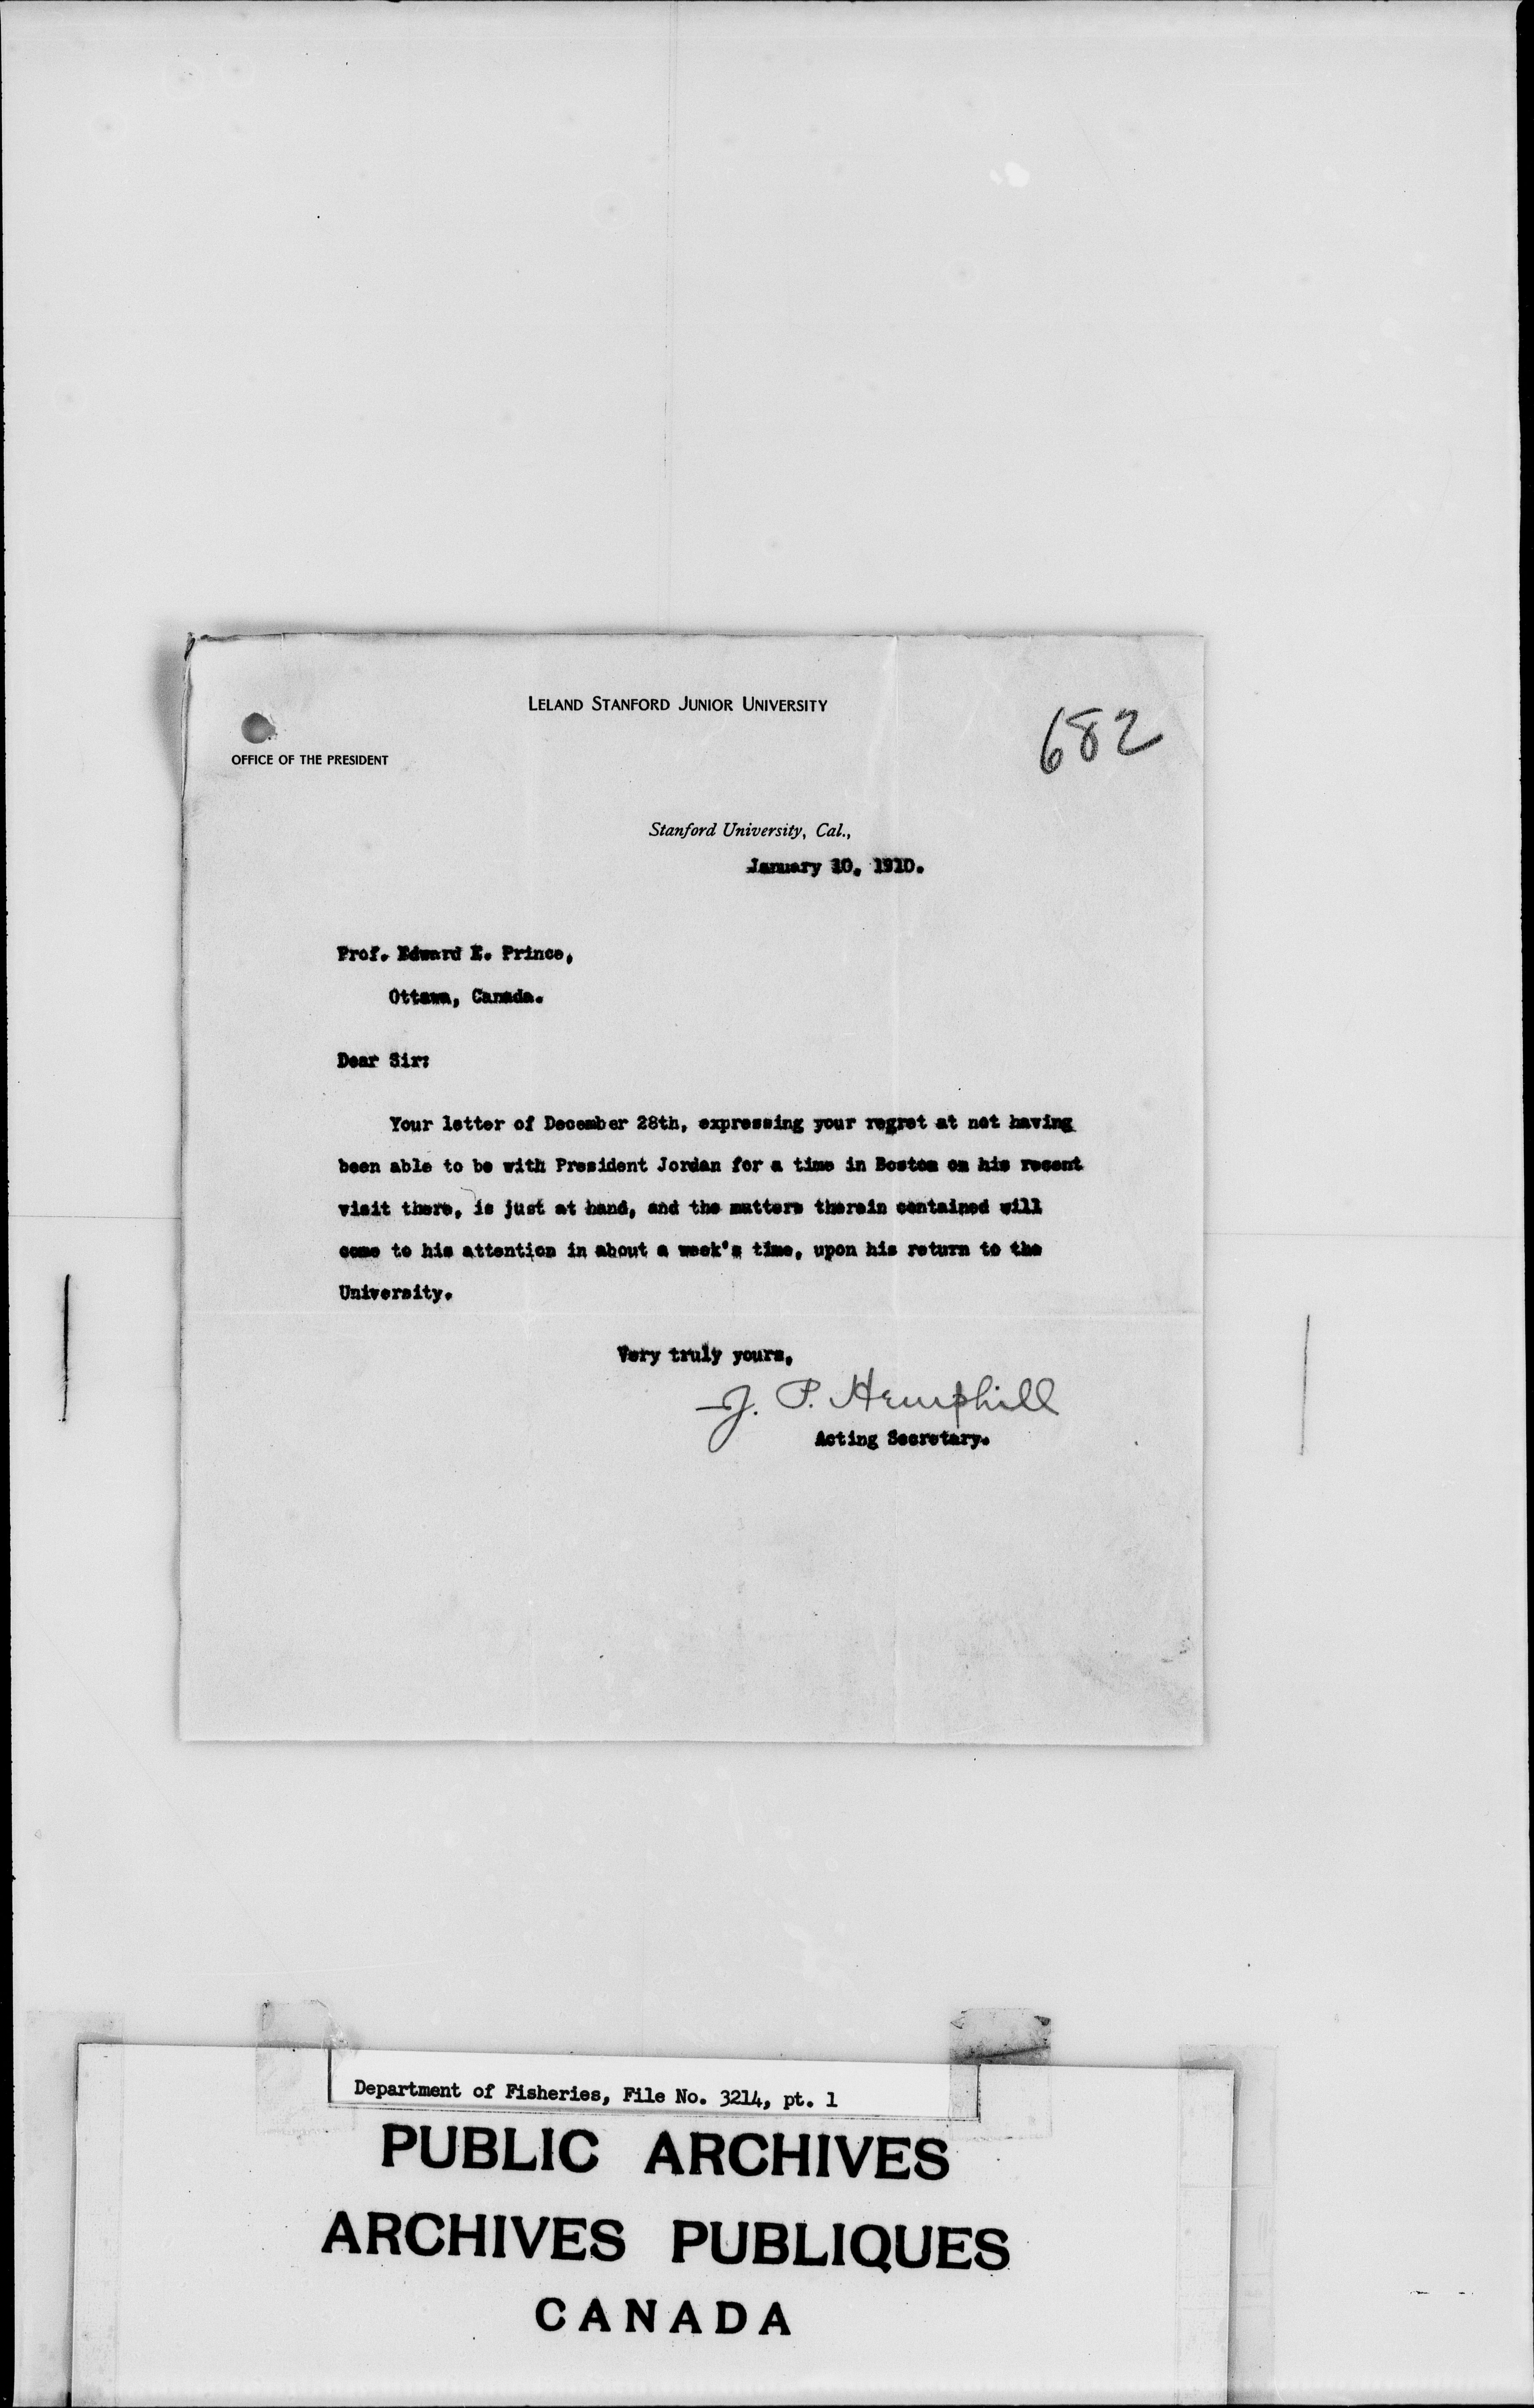 LELAND STANFORD JUNIOR UNIVERSITY
682
OFFICE OF THE PRESIDENT
Stanford University, Cal.,
January 10, 1910.
Prof. Edward E. Prince,
Ottawa, Canada.
Dear Sir:
Your letter of December 28th, expressing your regret at not having
been able to be with President Jordan for a time in Boston on his recent
visit there, is just at hand, and the matters therein contained will
come to his attention in about a week's time, upon his return to the
University.
Very truly yours,
J. P. Hemphill
Acting Secretary.
Department of Fisheries, File No. 3214, pt. 1
PUBLIC ARCHIVES
ARCHIVES PUBLIQUES
CANADA